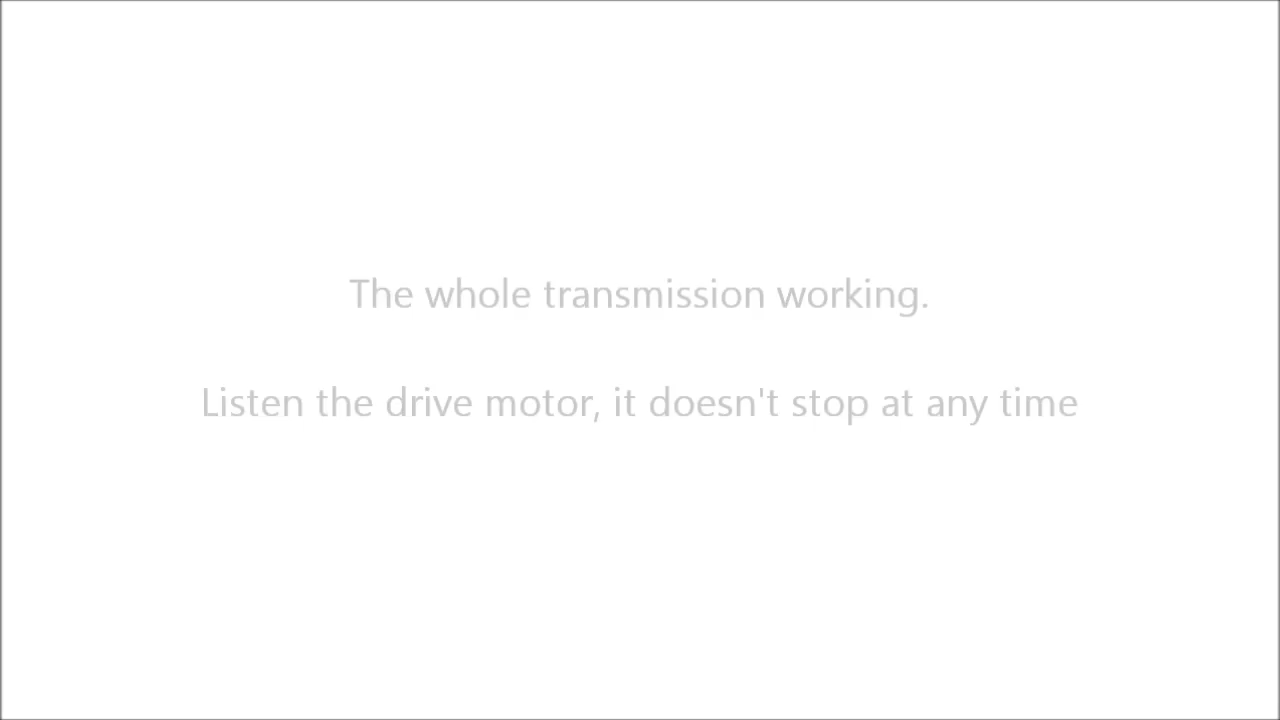 The whole transmission working.
Listen the drive motor, it doesn't stop at any time